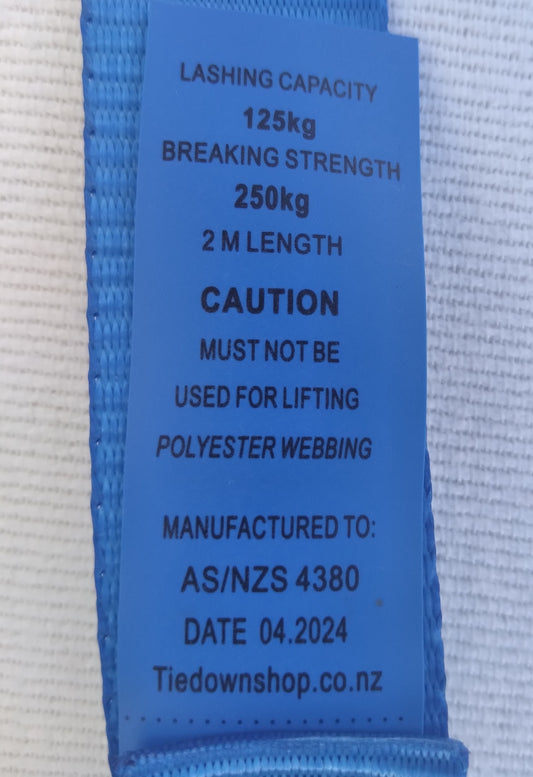 LASHING CAPACITY
125kg
BREAKING STRENGTH
250kg
2 M LENGTH
CAUTION
MUST NOT BE
USED FOR LIFTING
POLYESTER WEBBING
MANUFACTURED TO:
AS/NZS 4380
DATE 04.2024
Tiedownshop.co.nz